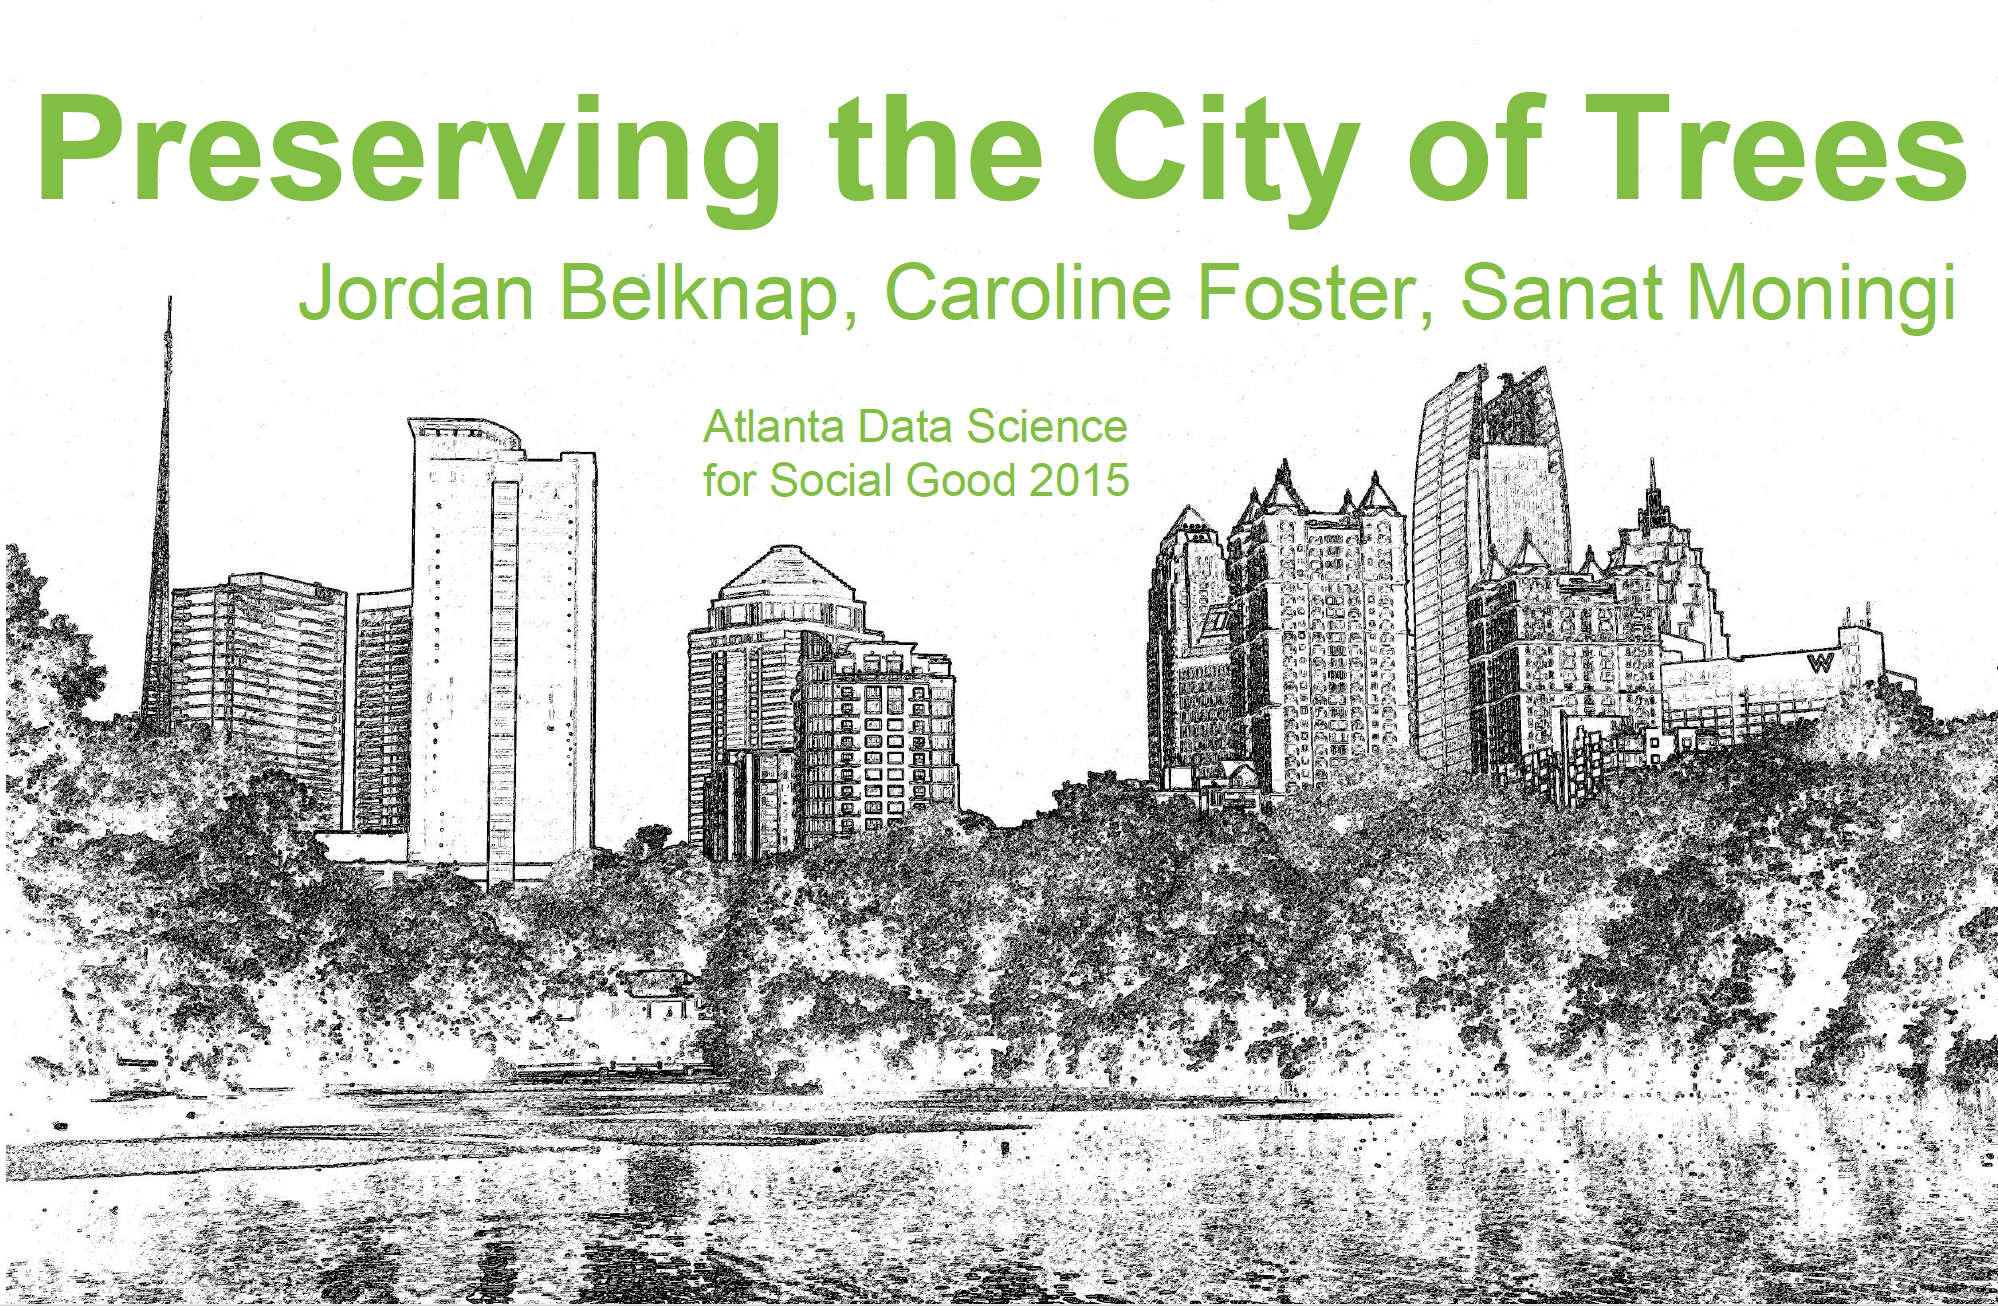 Preserving the City of Trees
Jordan Belknap, Caroline Foster, Sanat Moningi
Atlanta Data Science
for Social Good 2015
W